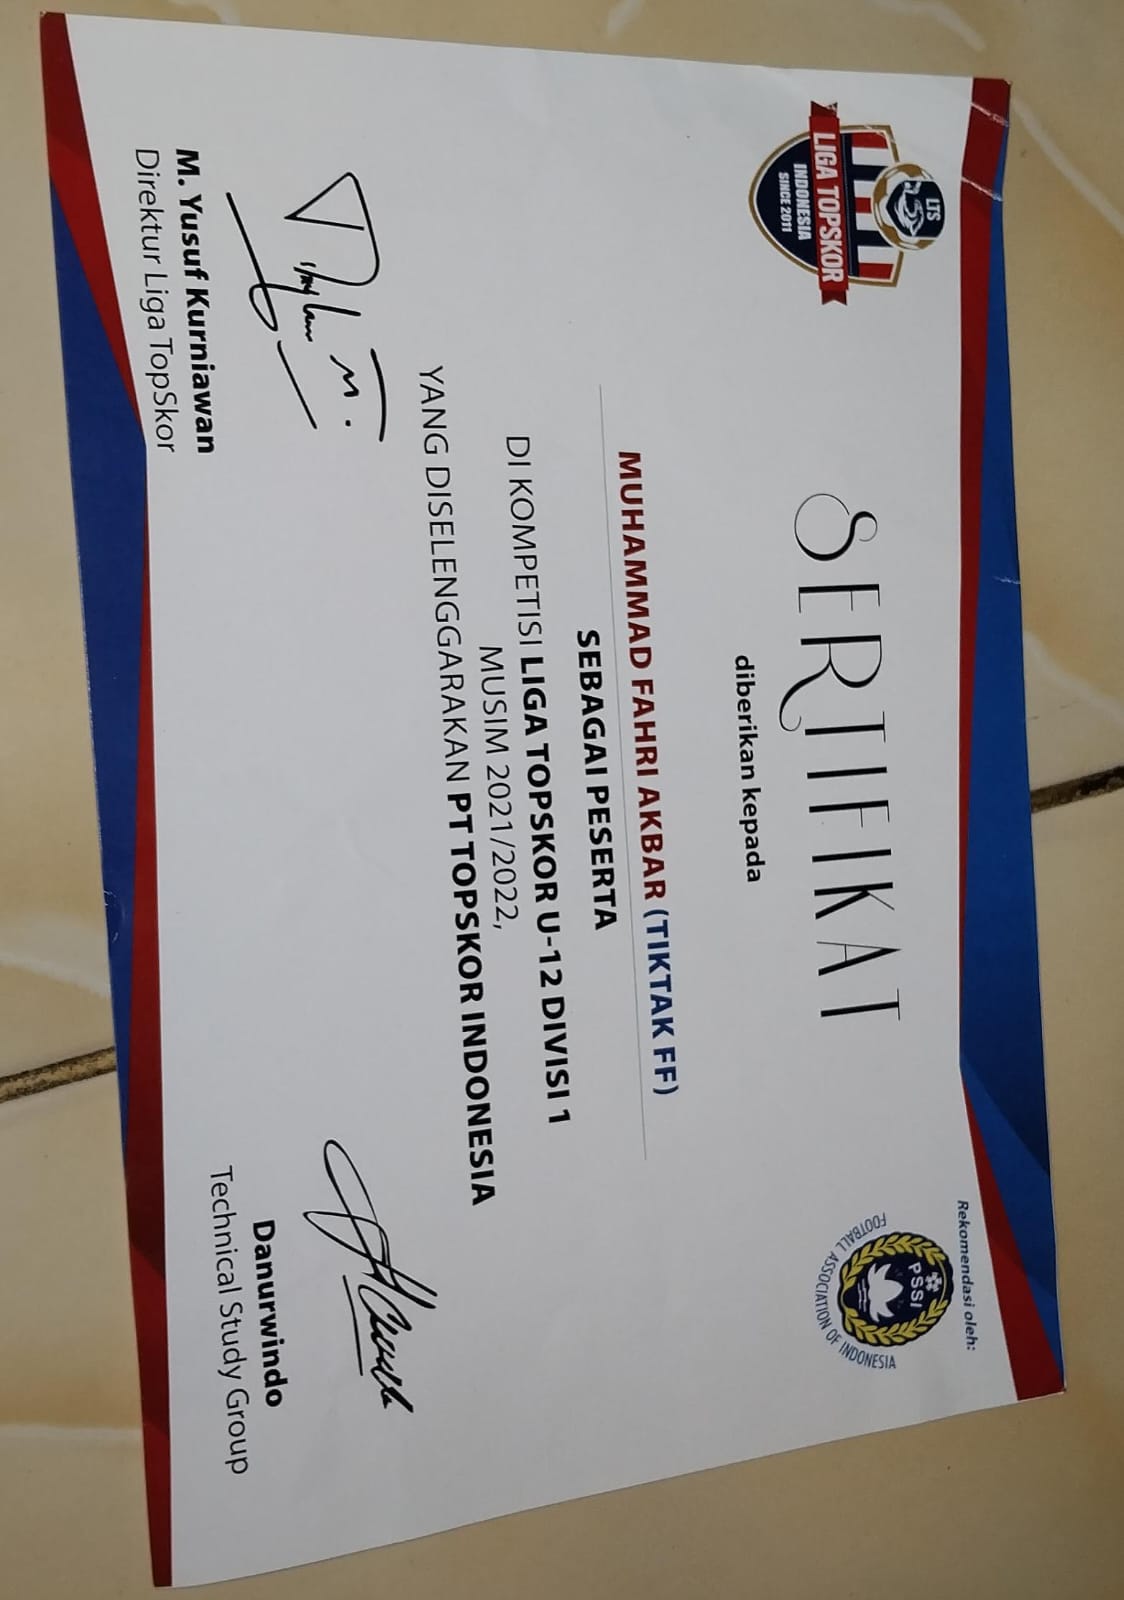 LTS
LIGA TOPSKOR
INDONESIA
SINCE 2011
Rekomendasi oleh:
PSSI
FOOTBALL ASSOCIATION OF INDONESIA
SERTIFIKAT
diberikan kepada
MUHAMMAD FAHRI AKBAR (TIKTAK FF)
SEBAGAI PESERTA
DI KOMPETISI LIGA TOPSKOR U-12 DIVISI 1
MUSIM 2021/2022,
YANG DISELENGGARAKAN PT TOPSKOR INDONESIA
M. Yusuf Kurniawan
Direktur Liga TopSkor
Danurwindo
Technical Study Group